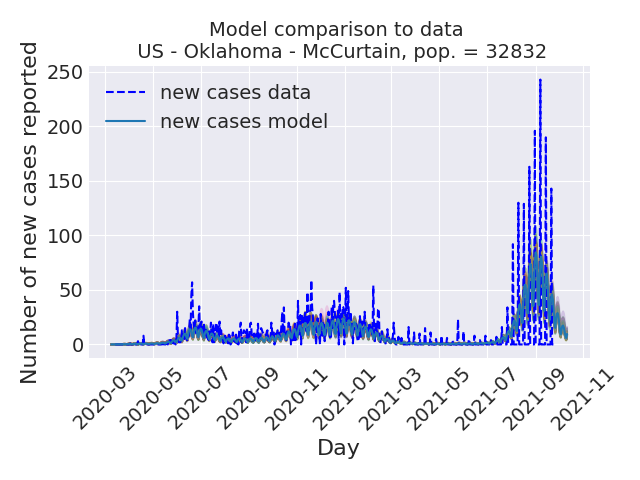 Model comparison to data
US - Oklahoma - McCurtain, pop. = 32832
Number of new cases reported
250
200
150
100
50
0
new cases data
new cases model
2020-03
2020-05
2020-07
2020-09
2020-11
2021-01
2021-03
2021-05
2021-07
2021-09
2021-11
Day